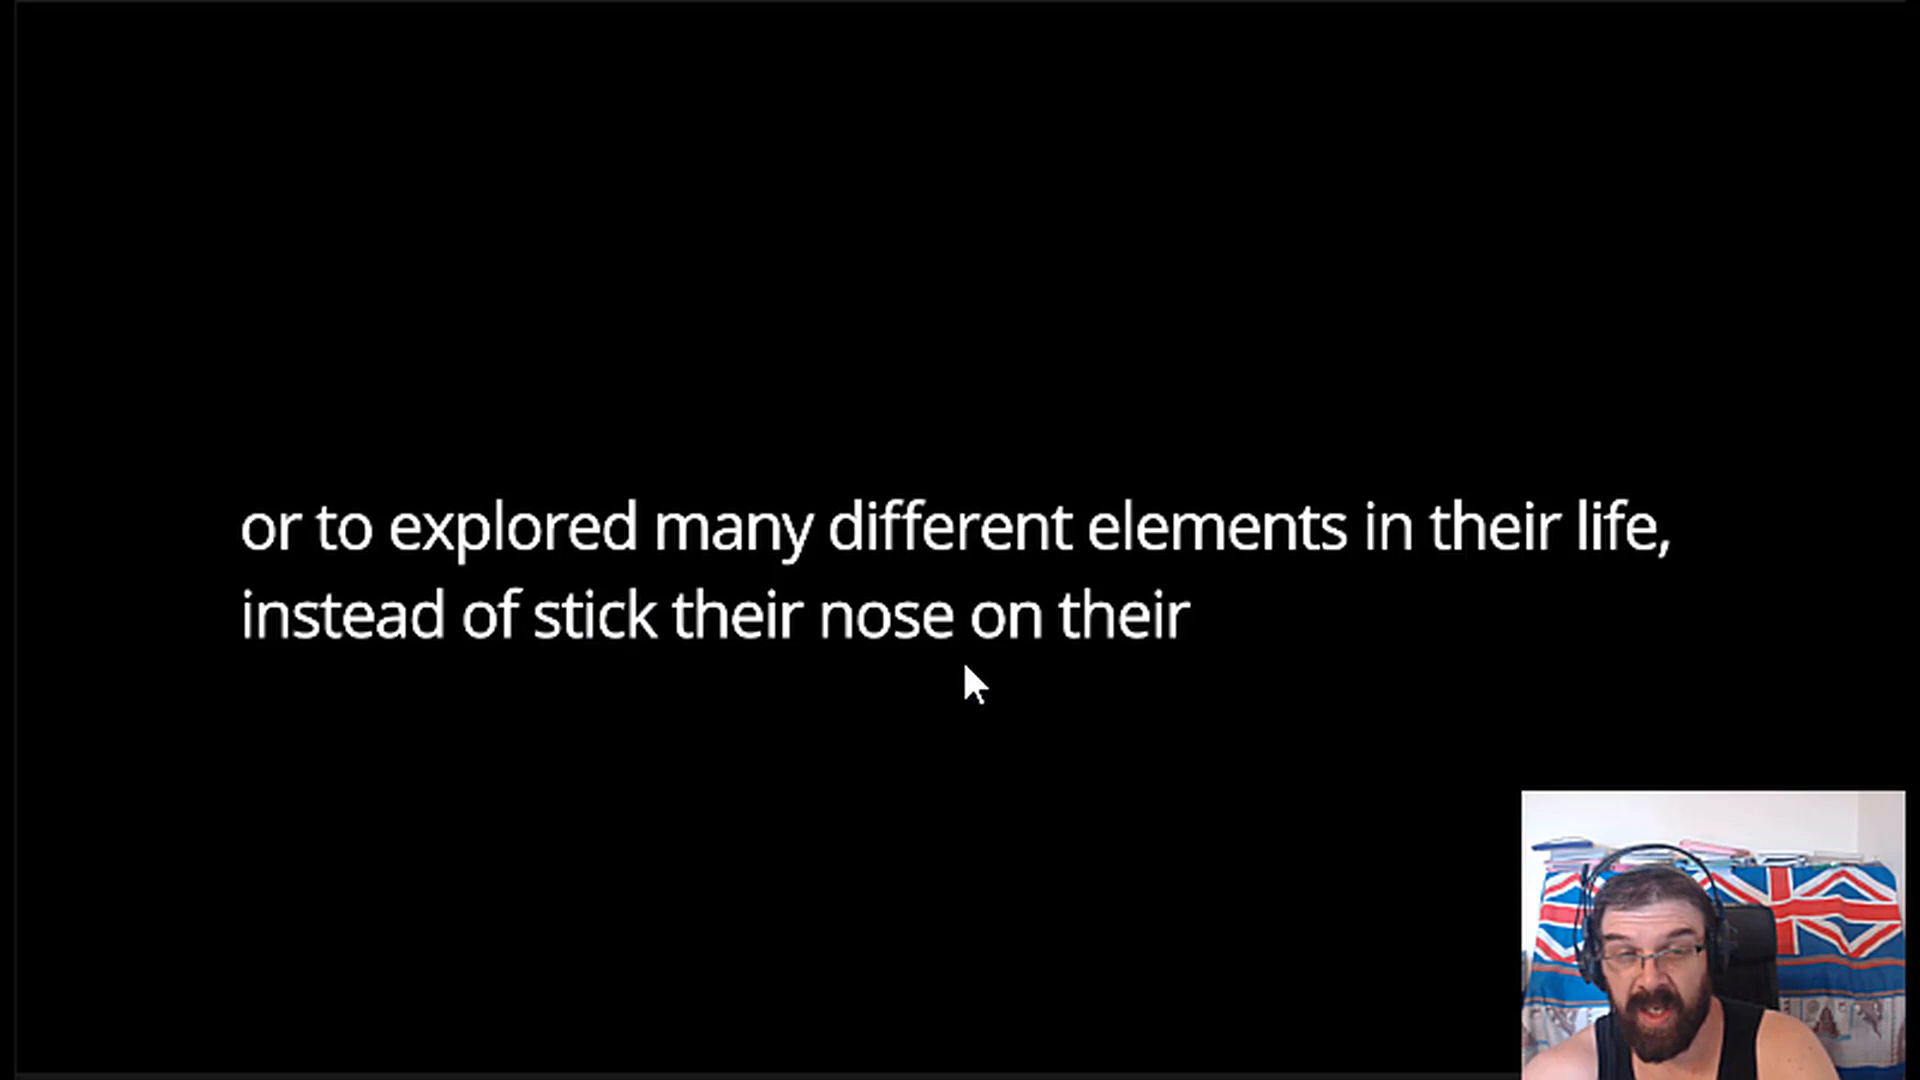 or to explored many different elements in their life,
instead of stick their nose on their